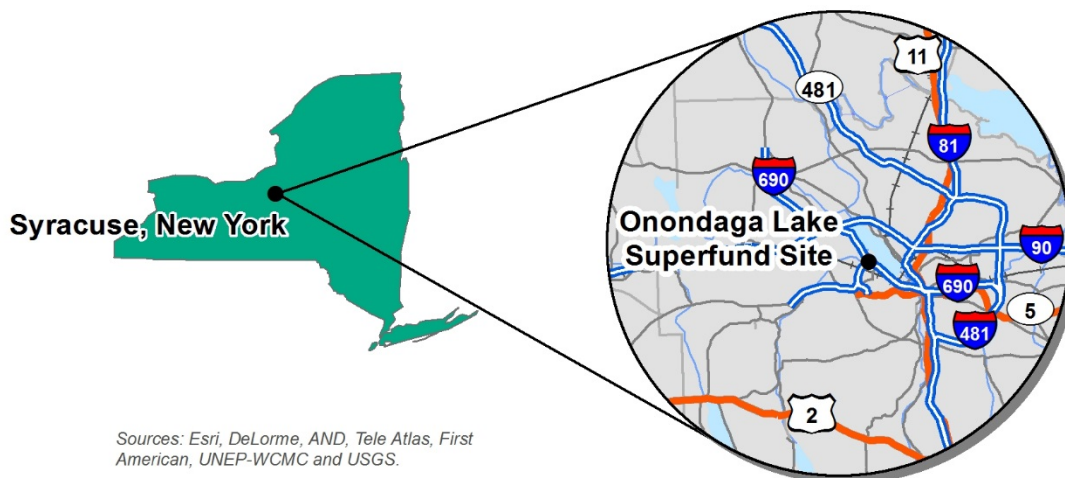 Syracuse, New York
Sources: Esri, DeLorme, AND, Tele Atlas, First
American, UNEP-WCMC and USGS.
11
481
81
690
Onondaga Lake
Superfund Site
90
690
5
481
2